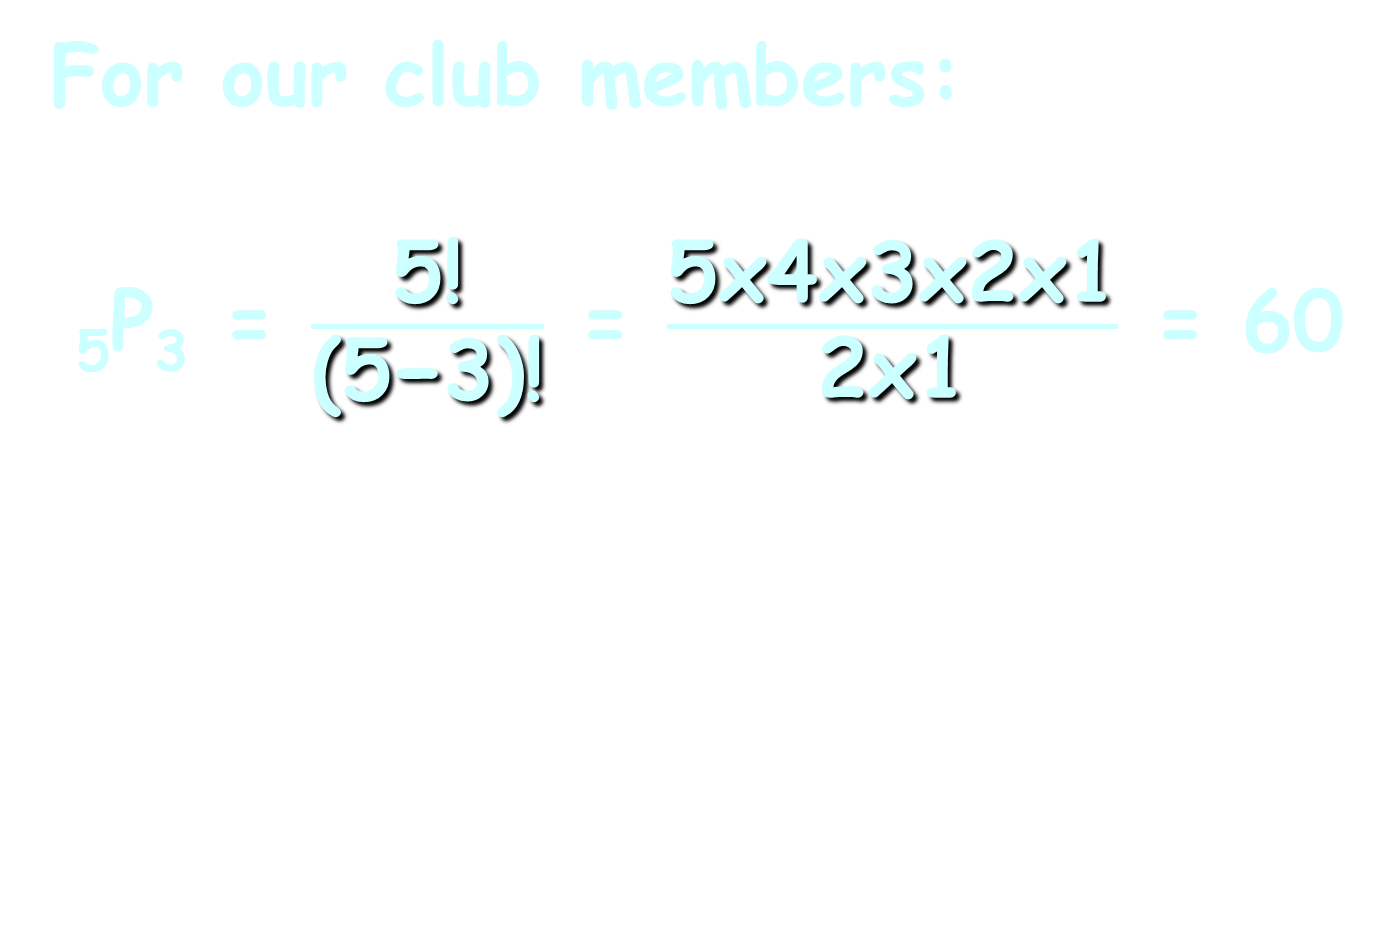 For our club members:
₅P₃ = 5!/(5-3)! = 5x4x3x2x1/2x1 = 60